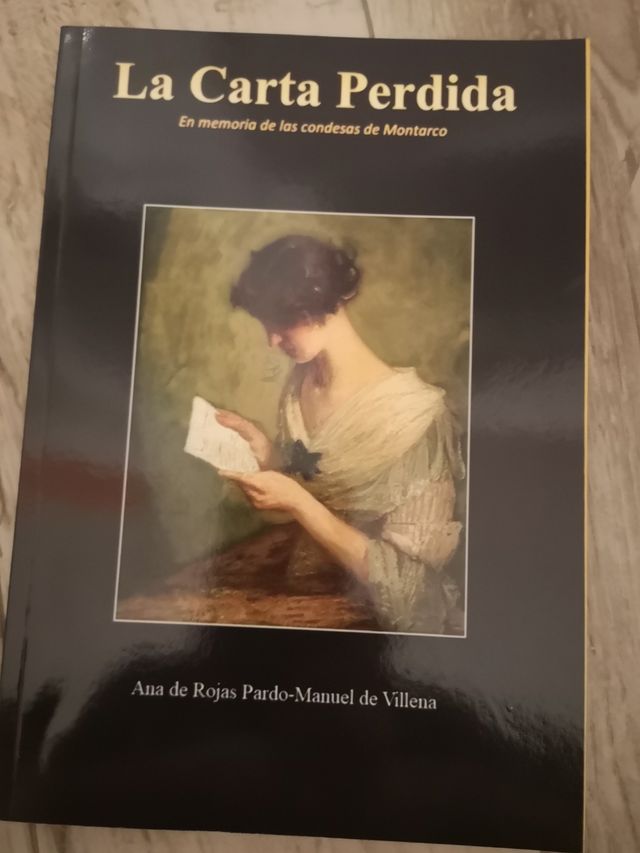 La Carta Perdida
En memoria de las condesas de Montarco
Ana de Rojas Pardo-Manuel de Villena